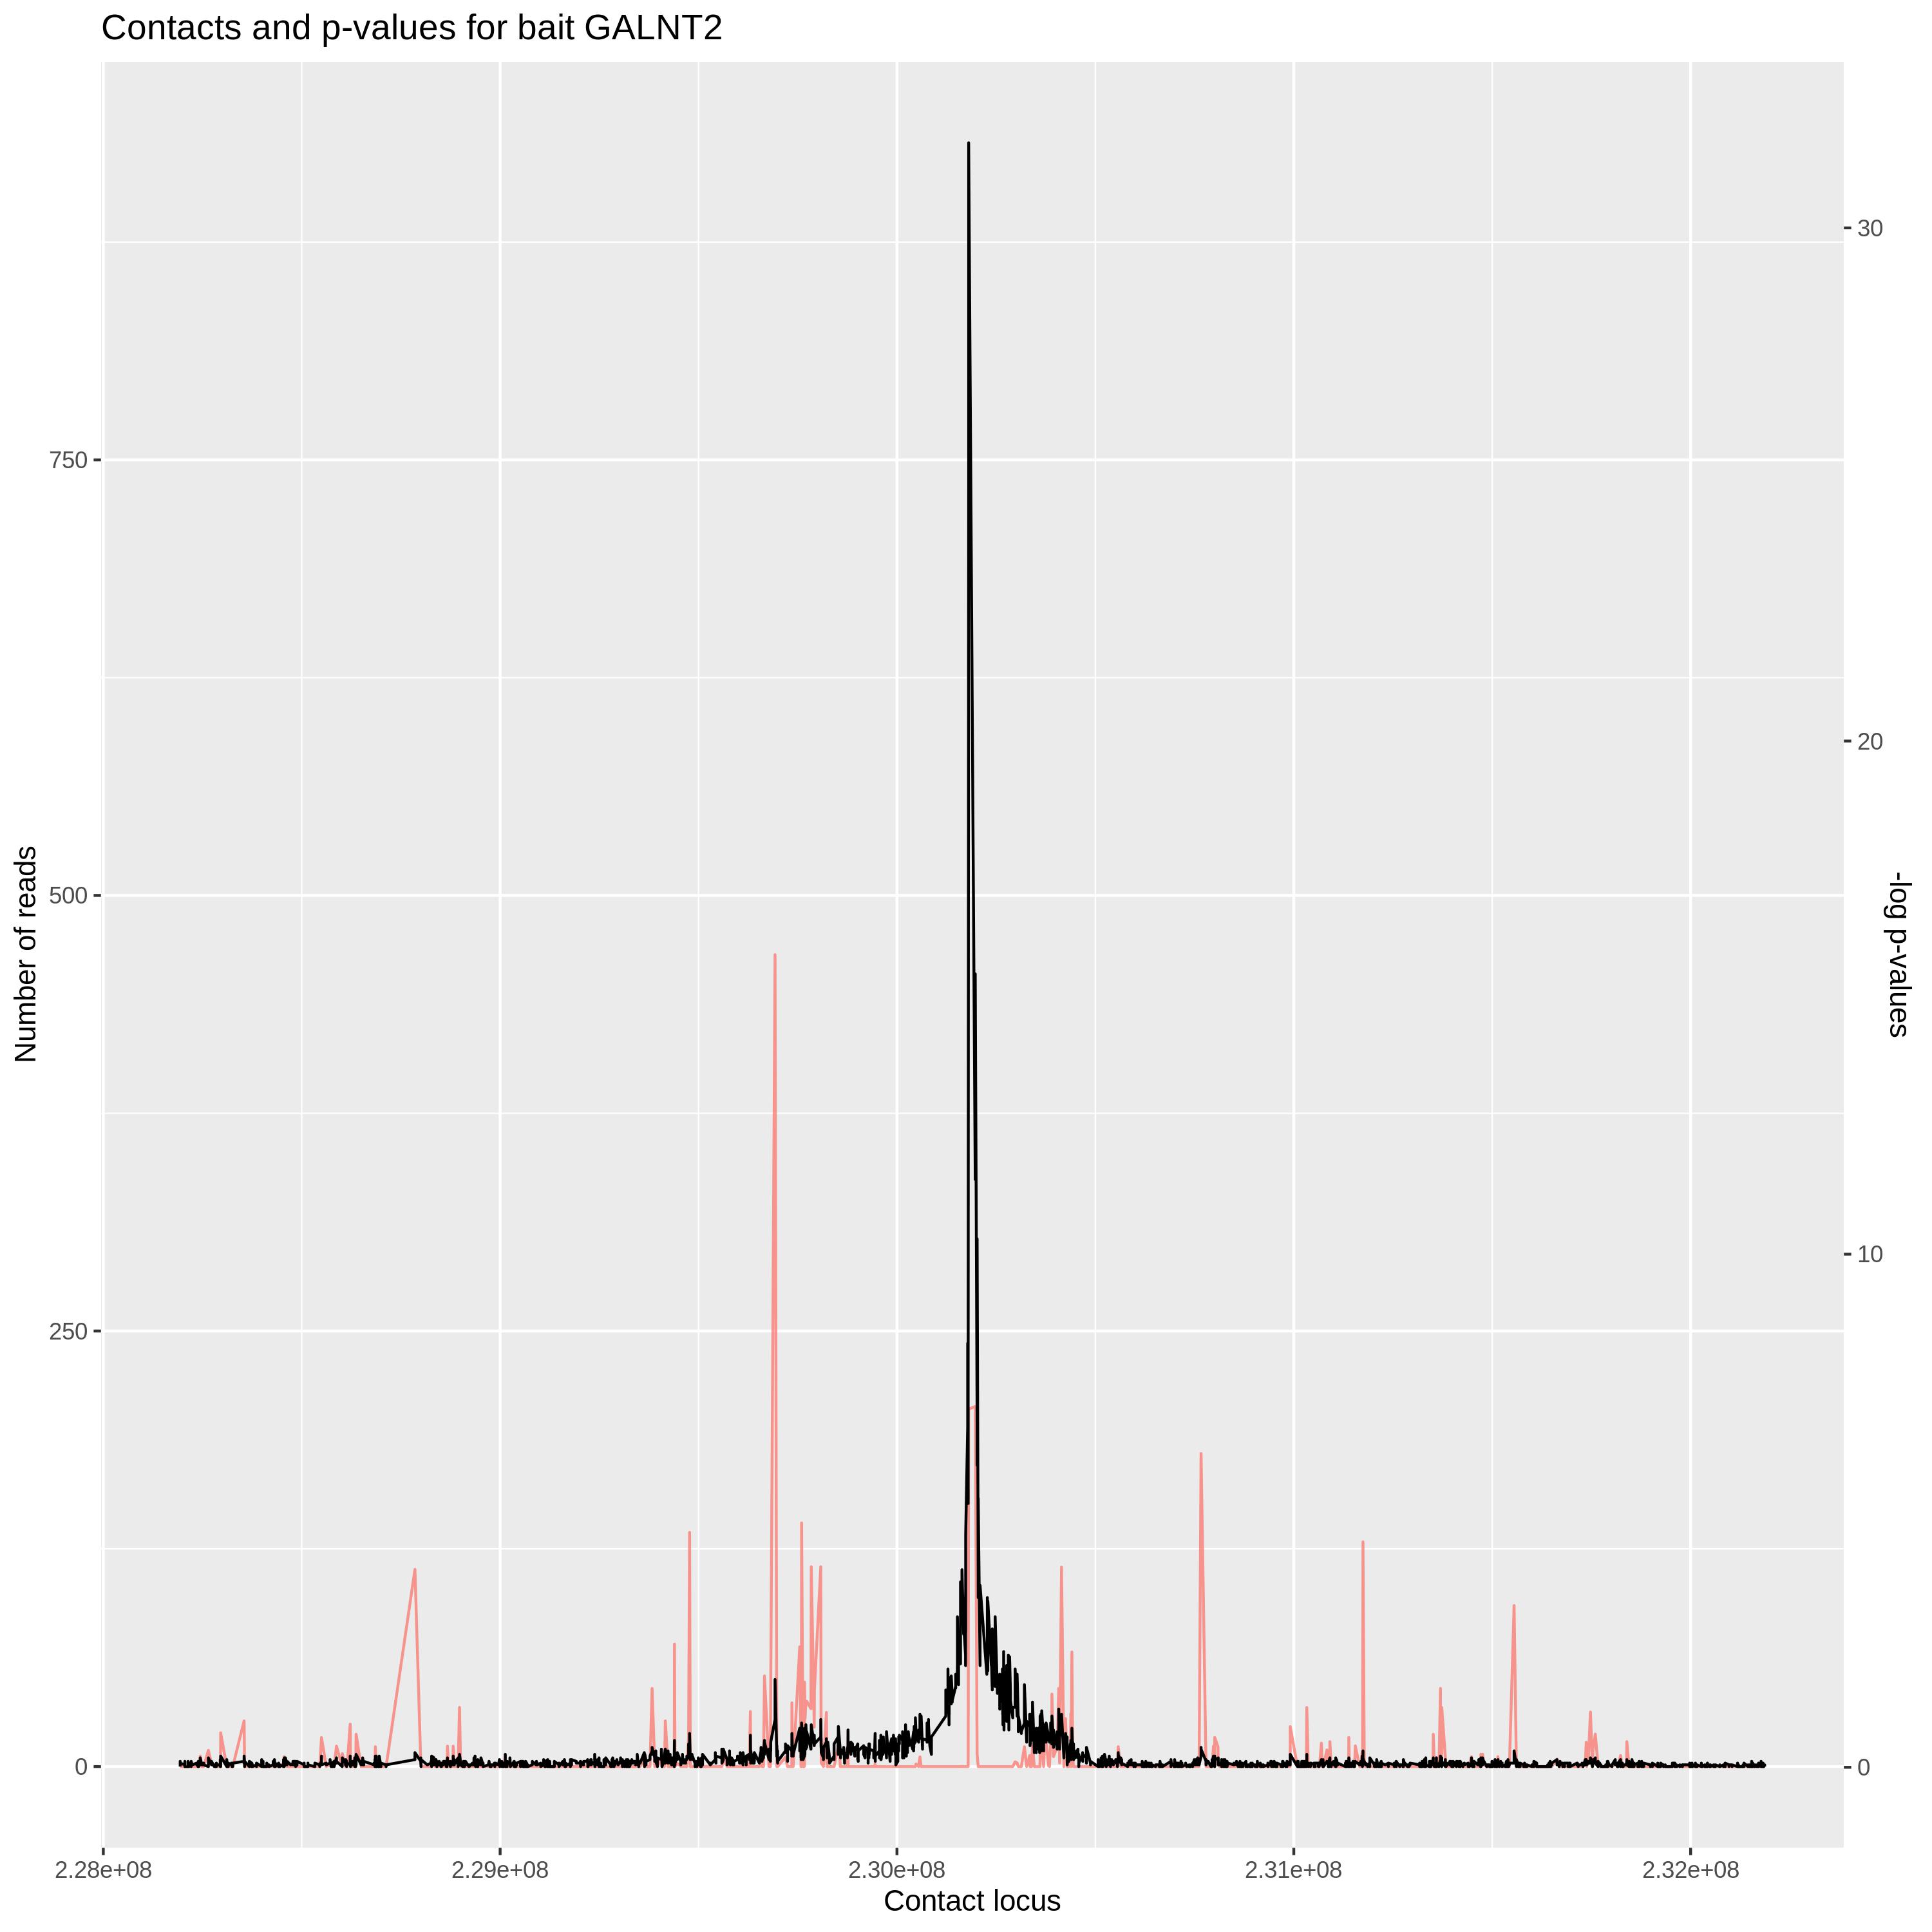 Contacts and p-values for bait GALNT2
Number of reads
750
500
250
0
30
20
10
0
-log p-values
2.28e+08
2.29e+08
2.30e+08
2.31e+08
2.32e+08
Contact locus